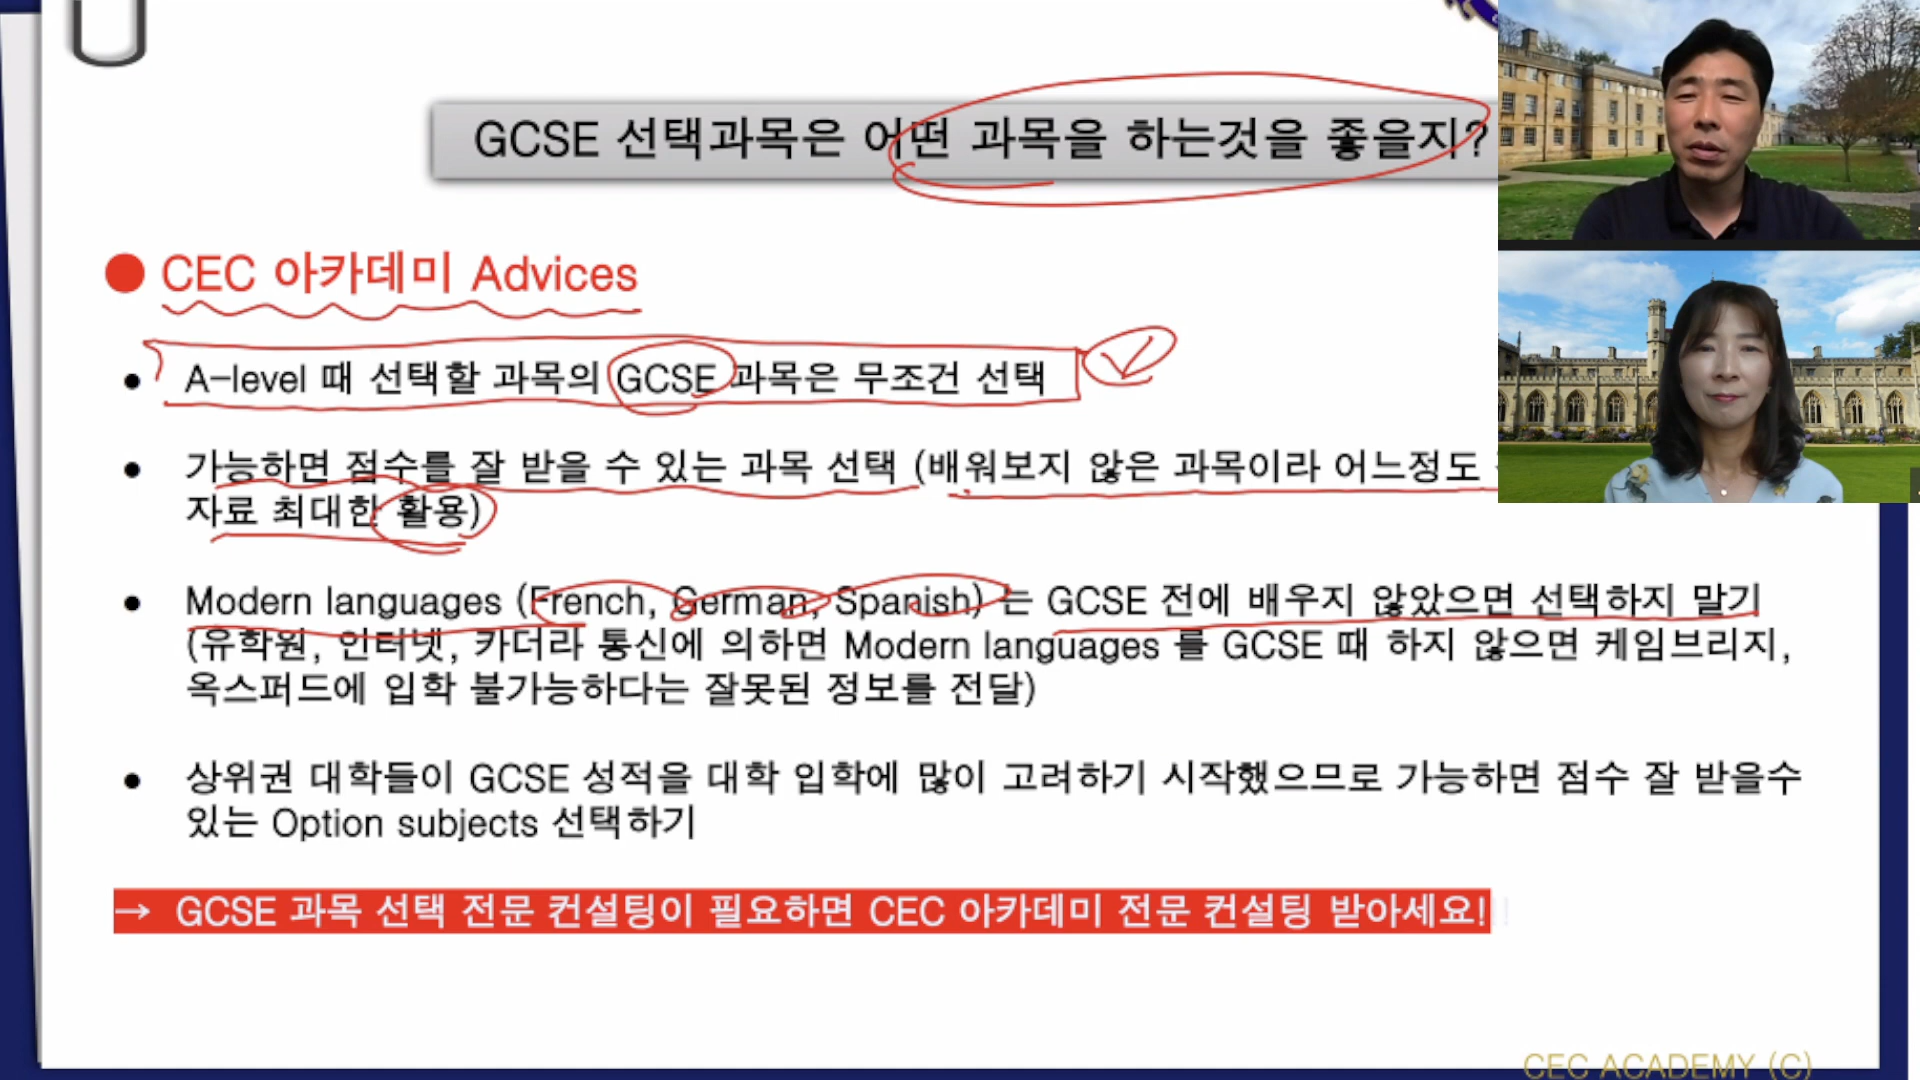 GCSE 선택과목은 어떤 과목을 하는것을 좋을지?
CEC 아카데미 Advices
A-level 때 선택할 과목의 GCSE 과목은 무조건 선택
가능하면 점수를 잘 받을 수 있는 과목 선택 (배워보지 않은 과목이라 어느정도
자료 최대한 활용)
Modern languages (French, German, Spanish) 는 GCSE 전에 배우지 않았으면 선택하지 말기
(유학원, 인터넷, 카더라 통신에 의하면 Modern languages 를 GCSE 때 하지 않으면 케임브리지,
옥스퍼드에 입학 불가능하다는 잘못된 정보를 전달)
상위권 대학들이 GCSE 성적을 대학 입학에 많이 고려하기 시작했으므로 가능하면 점수 잘 받을수
있는 Option subjects 선택하기
→ GCSE 과목 선택 전문 컨설팅이 필요하면 CEC 아카데미 전문 컨설팅 받아세요!
CEC ACADEMY (C)